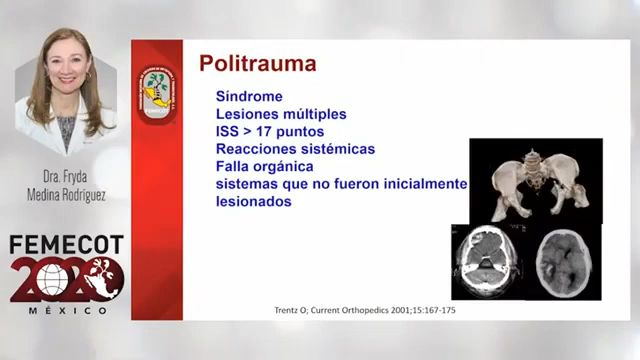 Politrauma
Síndrome
Lesiones múltiples
ISS > 17 puntos
Reacciones sistémicas
Falla orgánica
sistemas que no fueron inicialmente
lesionados
Trentz O; Current Orthopedics 2001;15:167-175
Dra. Fryda
Medina Rodríguez
FEMECOT
2020
MÉXICO
FEMECOT